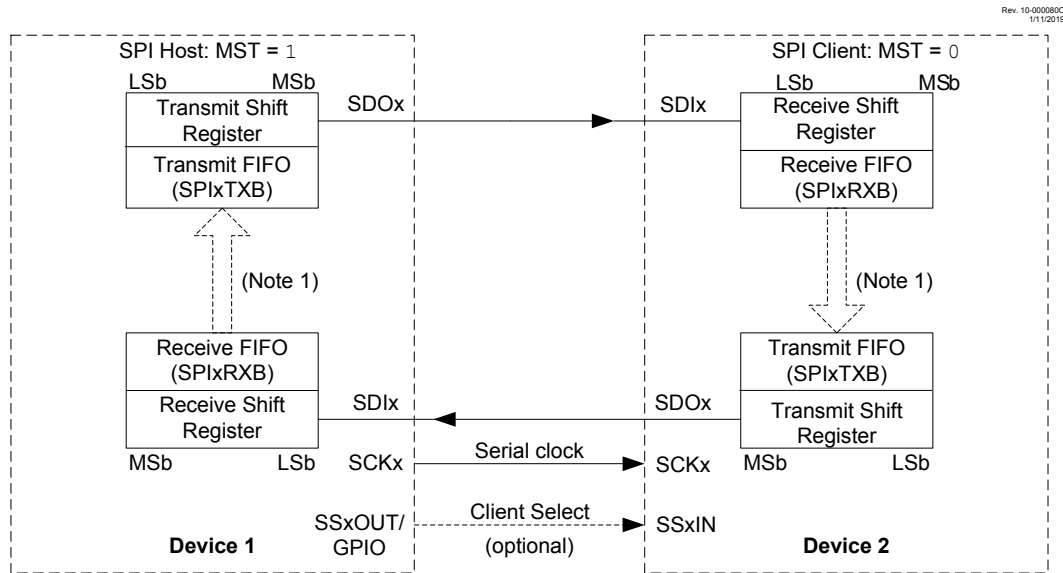 Rev. 10-000080C
1/11/2019
SPI Host: MST = 1
LSb MSb
Transmit Shift
Register
Transmit FIFO
(SPIxTXB)
SDOx
(Note 1)
Receive FIFO
(SPIxRXB)
Receive Shift
Register
MSb LSb
SDIx
SCKx
SSxOUT/
GPIO
Device 1
Serial clock
Client Select
(optional)
SPI Client: MST = 0
LSb MSb
SDIx
Receive Shift
Register
Receive FIFO
(SPIxRXB)
(Note 1)
Transmit FIFO
(SPIxTXB)
Transmit Shift
Register
MSb LSb
SDOx
SCKx
SSxIN
Device 2